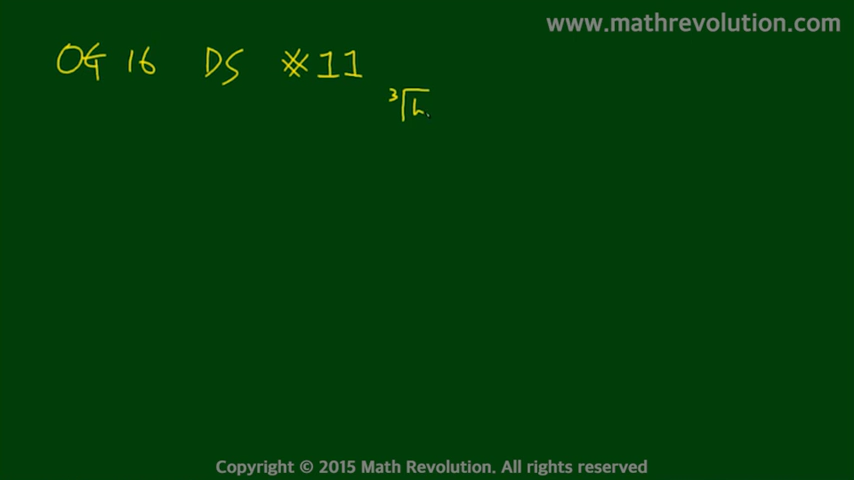 www.mathrevolution.com
OG 16 DS #11
Copyright © 2015 Math Revolution. All rights reserved